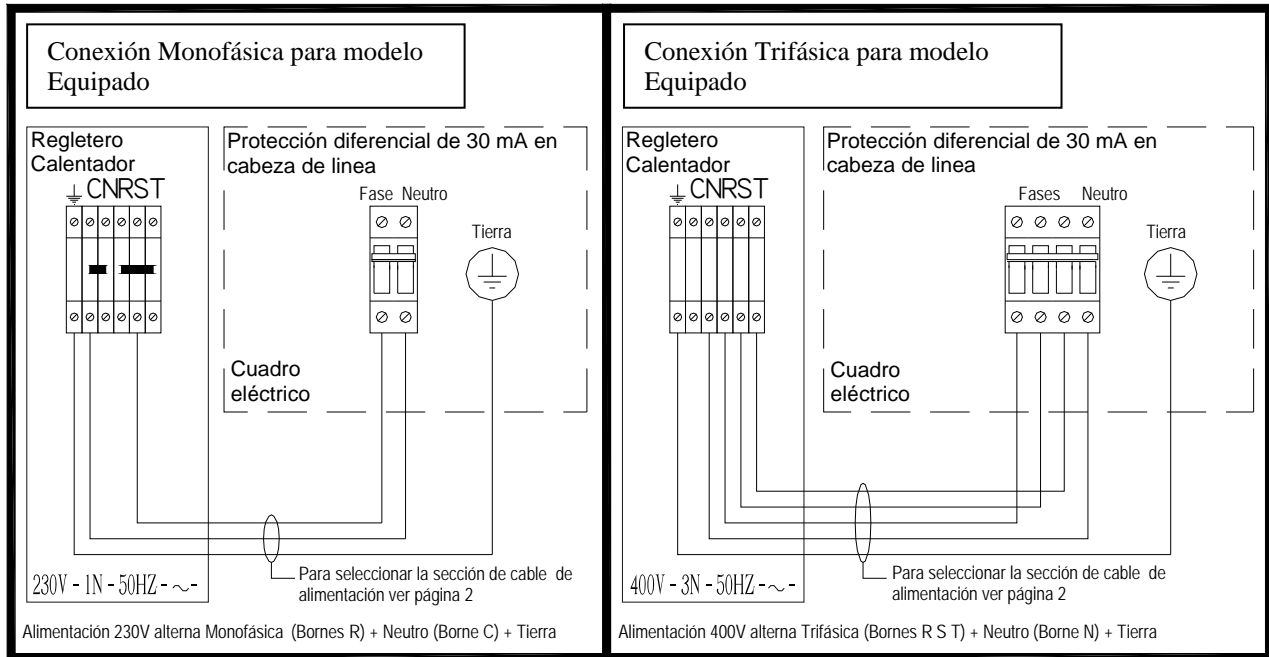 Conexión Monofásica para modelo
Equipado
Regletero
Calentador
CNRST
Protección diferencial de 30 mA en
cabeza de linea
Fase Neutro
Tierra
Cuadro
eléctrico
230V - 1N - 50HZ - ~ -
Para seleccionar la sección de cable de
alimentación ver página 2
Alimentación 230V alterna Monofásica (Bornes R) + Neutro (Borne C) + Tierra
Conexión Trifásica para modelo
Equipado
Regletero
Calentador
CNRST
Protección diferencial de 30 mA en
cabeza de linea
Fases Neutro
Tierra
Cuadro
eléctrico
400V - 3N - 50HZ - ~ -
Para seleccionar la sección de cable de
alimentación ver página 2
Alimentación 400V alterna Trifásica (Bornes R S T) + Neutro (Borne N) + Tierra